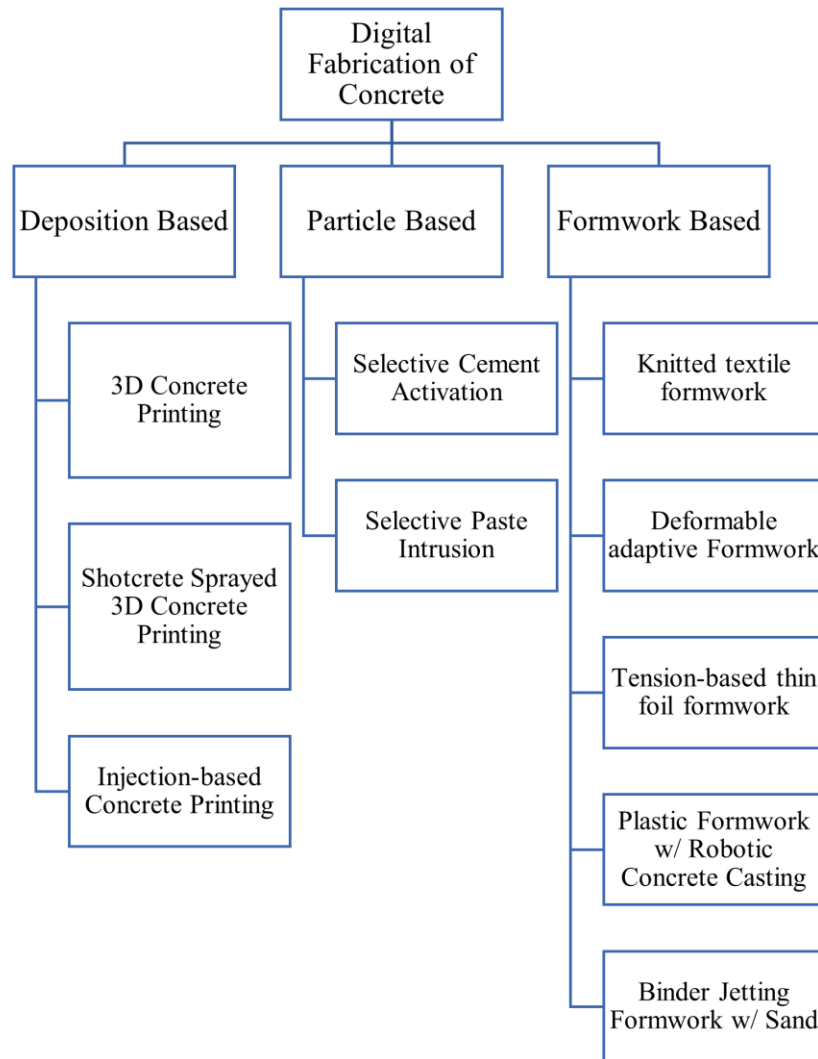 Digital
Fabrication of
Concrete
Deposition Based
Particle Based
Formwork Based
3D Concrete
Printing
Shotcrete Sprayed
3D Concrete
Printing
Injection-based
Concrete Printing
Selective Cement
Activation
Selective Paste
Intrusion
Knitted textile
formwork
Deformable
adaptive Formwork
Tension-based thin
foil formwork
Plastic Formwork
w/ Robotic
Concrete Casting
Binder Jetting
Formwork w/ Sand